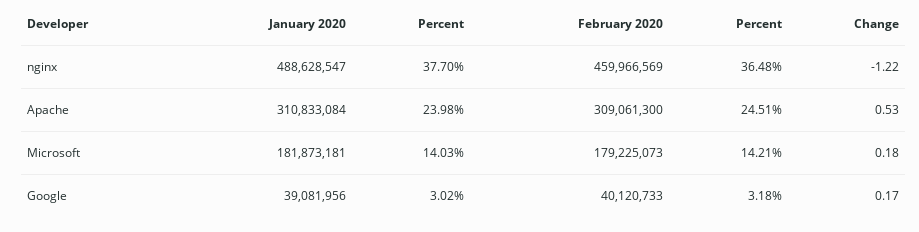 Developer January 2020 Percent February 2020 Percent Change
nginx 488,628,547 37.70% 459,966,569 36.48% -1.22
Apache 310,833,084 23.98% 309,061,300 24.51% 0.53
Microsoft 181,873,181 14.03% 179,225,073 14.21% 0.18
Google 39,081,956 3.02% 40,120,733 3.18% 0.17